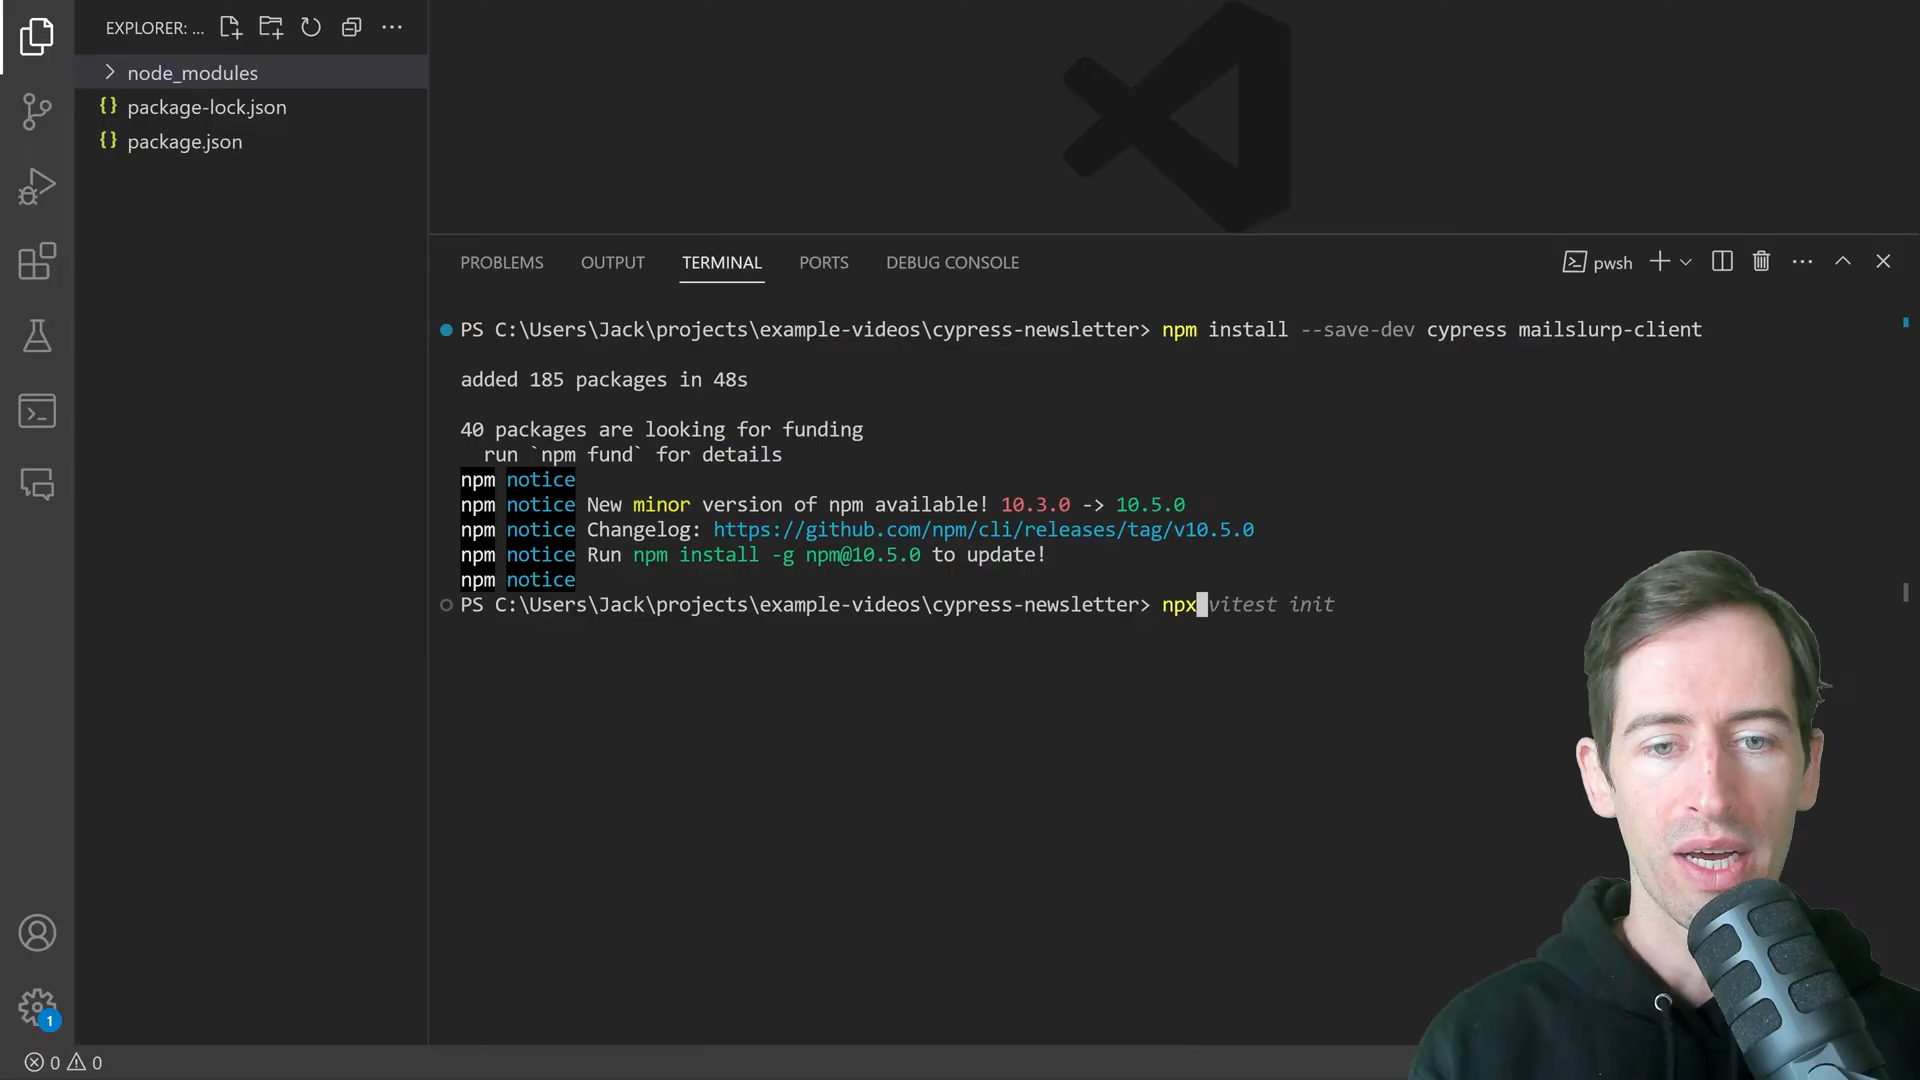 EXPLORER: ...
node_modules
{} package-lock.json
{} package.json
PROBLEMS OUTPUT TERMINAL PORTS DEBUG CONSOLE
pwsh
PS C:\Users\Jack\projects\example-videos\cypress-newsletter> npm install --save-dev cypress mailslurp-client
added 185 packages in 48s
40 packages are looking for funding
run `npm fund` for details
npm notice
npm notice New minor version of npm available! 10.3.0 -> 10.5.0
npm notice Changelog: https://github.com/npm/cli/releases/tag/v10.5.0
npm notice Run npm install -g npm@10.5.0 to update!
npm notice
PS C:\Users\Jack\projects\example-videos\cypress-newsletter> npx vitest init
1
0 0